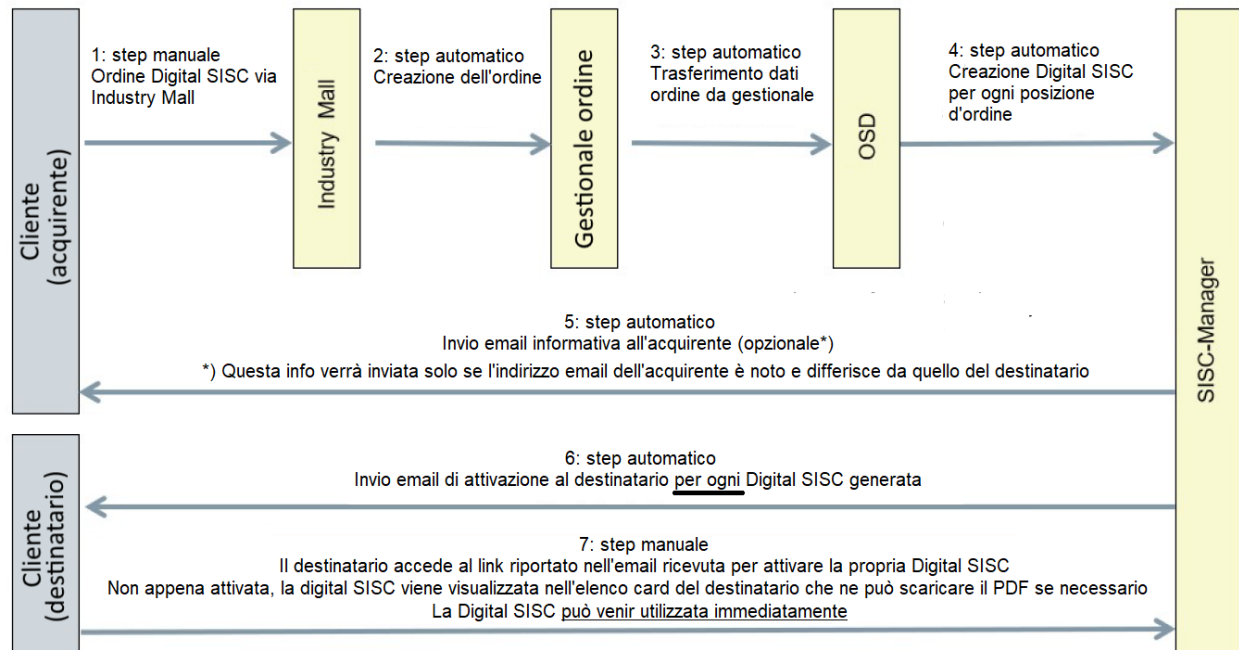 1: step manuale
Ordine Digital SISC via
Industry Mall
2: step automatico
Creazione dell'ordine
3: step automatico
Trasferimento dati
ordine da gestionale
4: step automatico
Creazione Digital SISC
per ogni posizione
d'ordine
Cliente
(acquirente)
Industry Mall
Gestionale ordine
OSD
SISC-Manager
5: step automatico
Invio email informativa all'acquirente (opzionale*)
*) Questa info verrà inviata solo se l'indirizzo email dell'acquirente è noto e differisce da quello del destinatario
Cliente
(destinatario)
6: step automatico
Invio email di attivazione al destinatario per ogni Digital SISC generata
7: step manuale
Il destinatario accede al link riportato nell'email ricevuta per attivare la propria Digital SISC
Non appena attivata, la digital SISC viene visualizzata nell'elenco card del destinatario che ne può scaricare il PDF se necessario
La Digital SISC può venir utilizzata immediatamente